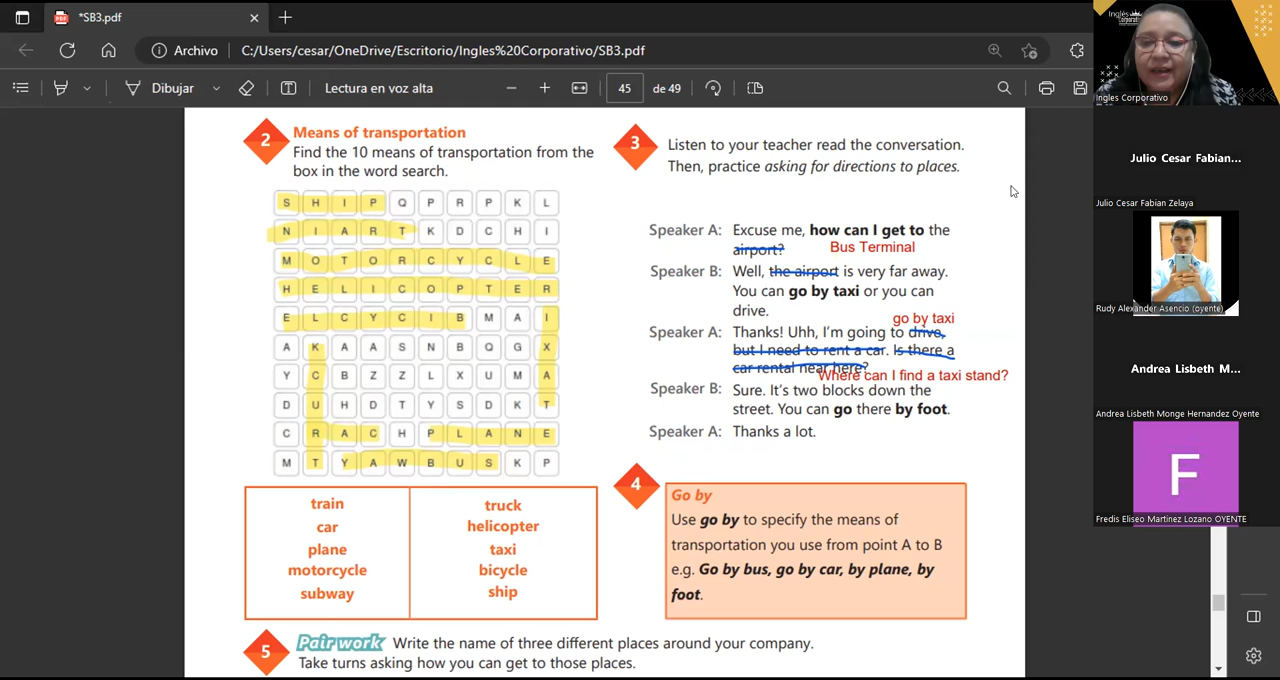 *SB3.pdf
Archivo
C:/Users/cesar/OneDrive/Escritorio/Ingles%20Corporativo/SB3.pdf
Dibujar
Lectura en voz alta
45
de 49
2
Means of transportation
Find the 10 means of transportation from the
box in the word search.
S H I P Q P R P K L
N I A R T K D C H I
M O T O R C Y C L E
H E L I C O P T E R
E L C Y C I B M A I
A K A A S N B Q G X
Y C B Z Z L X U M A
D U H D T Y S D K T
C R A C H P L A N E
M T Y A W B U S K P
train
car
plane
motorcycle
subway
truck
helicopter
taxi
bicycle
ship
3
Listen to your teacher read the conversation.
Then, practice asking for directions to places.
Speaker A: Excuse me, how can I get to the
airport? Bus Terminal
Speaker B: Well, the airport is very far away.
You can go by taxi or you can
drive.
go by taxi
Speaker A: Thanks! Uhh, I'm going to drive,
but I need to rent a car. Is there a
car rental near here?
Where can I find a taxi stand?
Speaker B: Sure. It's two blocks down the
street. You can go there by foot.
Speaker A: Thanks a lot.
4
Go by
Use go by to specify the means of
transportation you use from point A to B
e.g. Go by bus, go by car, by plane, by
foot.
5
Pair work Write the name of three different places around your company.
Take turns asking how you can get to those places.
Inglés
Corporativo
Ingles Corporativo
Julio Cesar Fabian...
Julio Cesar Fabian Zelaya
Rudy Alexander Asencio (oyente)
Andrea Lisbeth M...
Andrea Lisbeth Monge Hernandez Oyente
F
Fredis Eliseo Martinez Lozano OYENTE